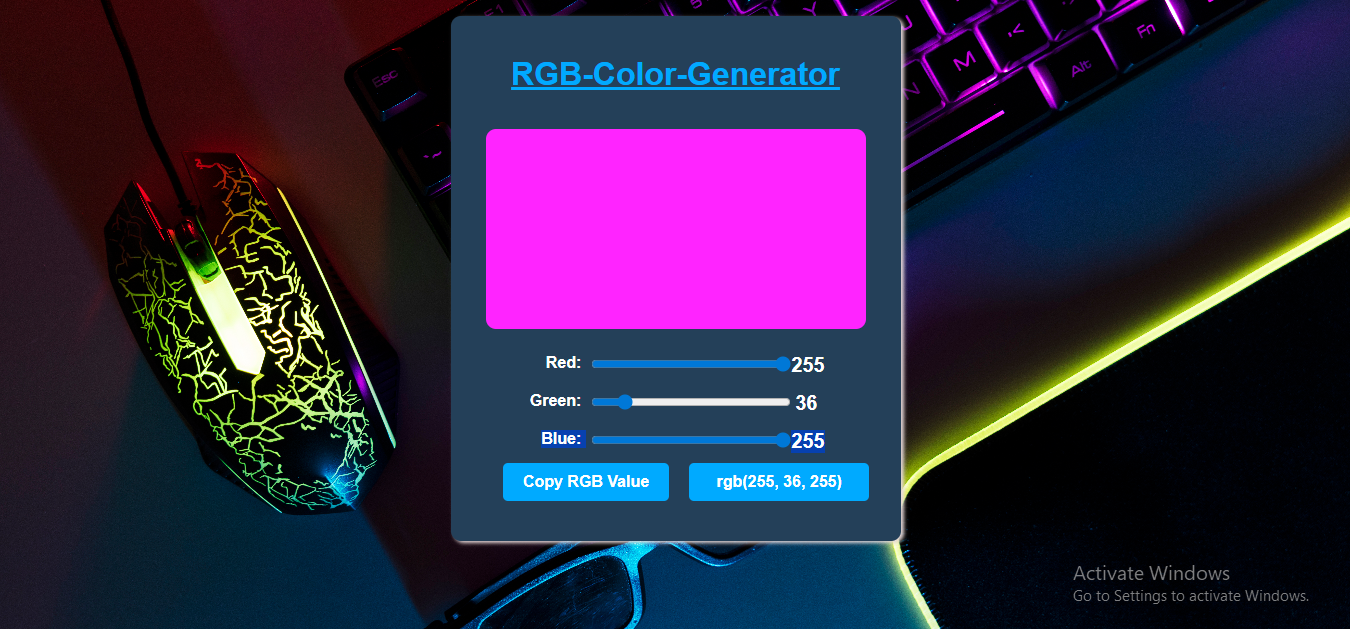 RGB-Color-Generator
Red: 255
Green: 36
Blue: 255
Copy RGB Value rgb(255, 36, 255)
Esc
M
Alt
Fn
Activate Windows
Go to Settings to activate Windows.